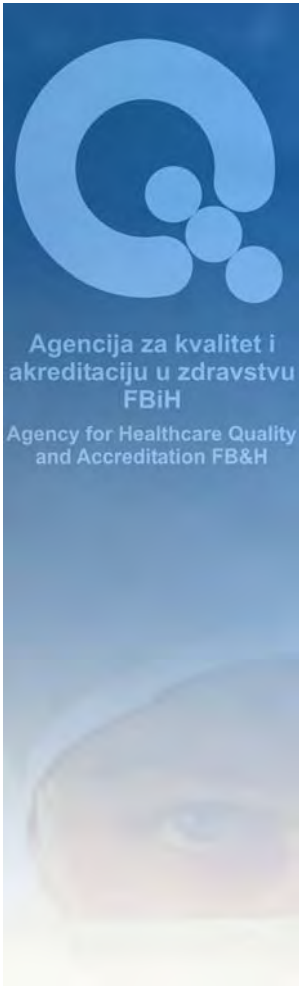 Agencija za kvalitet i
akreditaciju u zdravstvu
FBiH
Agency for Healthcare Quality
and Accreditation FB&H